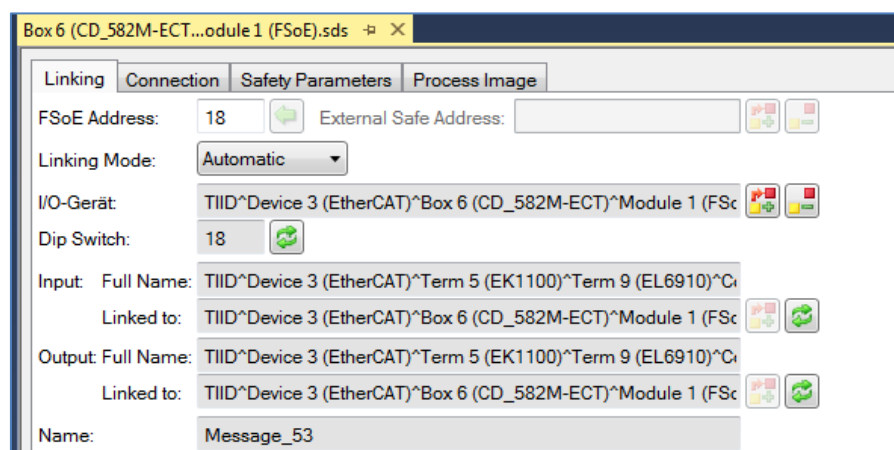 Box 6 (CD_582M-ECT...odule 1 (FSoE).sds
Linking Connection Safety Parameters Process Image
FSoE Address: 18 External Safe Address:
Linking Mode: Automatic
I/O-Gerät: TIID^Device 3 (EtherCAT)^Box 6 (CD_582M-ECT)^Module 1 (FSo
Dip Switch: 18
Input: Full Name: TIID^Device 3 (EtherCAT)^Term 5 (EK1100)^Term 9 (EL6910)^Co
Linked to: TIID^Device 3 (EtherCAT)^Box 6 (CD_582M-ECT)^Module 1 (FSo
Output: Full Name: TIID^Device 3 (EtherCAT)^Term 5 (EK1100)^Term 9 (EL6910)^Co
Linked to: TIID^Device 3 (EtherCAT)^Box 6 (CD_582M-ECT)^Module 1 (FSo
Name: Message_53